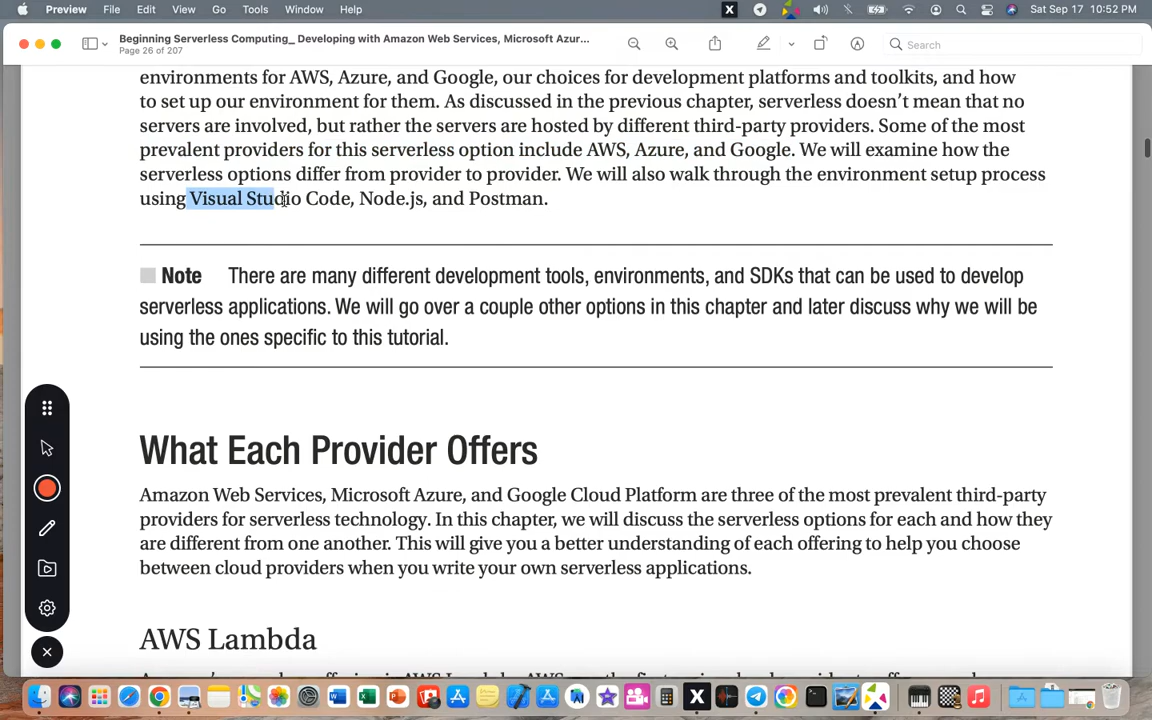 Preview File Edit View Go Tools Window Help X Sat Sep 17 10:52 PM
Beginning Serverless Computing_ Developing with Amazon Web Services, Microsoft Azur...
Page 26 of 207
Search
environments for AWS, Azure, and Google, our choices for development platforms and toolkits, and how
to set up our environment for them. As discussed in the previous chapter, serverless doesn’t mean that no
servers are involved, but rather the servers are hosted by different third-party providers. Some of the most
prevalent providers for this serverless option include AWS, Azure, and Google. We will examine how the
serverless options differ from provider to provider. We will also walk through the environment setup process
using Visual Studio Code, Node.js, and Postman.
Note There are many different development tools, environments, and SDKs that can be used to develop
serverless applications. We will go over a couple other options in this chapter and later discuss why we will be
using the ones specific to this tutorial.
What Each Provider Offers
Amazon Web Services, Microsoft Azure, and Google Cloud Platform are three of the most prevalent third-party
providers for serverless technology. In this chapter, we will discuss the serverless options for each and how they
are different from one another. This will give you a better understanding of each offering to help you choose
between cloud providers when you write your own serverless applications.
AWS Lambda